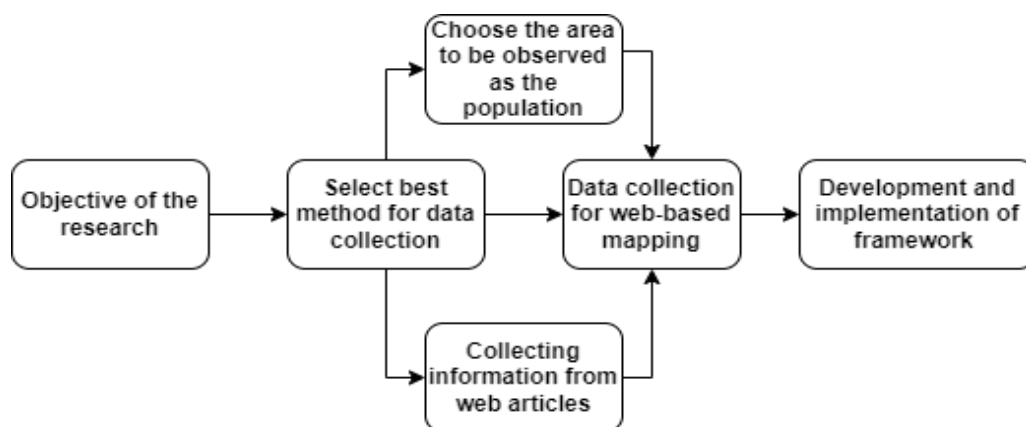 Choose the area
to be observed
as the
population
Objective of the
research
Select best
method for data
collection
Data collection
for web-based
mapping
Development and
implementation of
framework
Collecting
information from
web articles